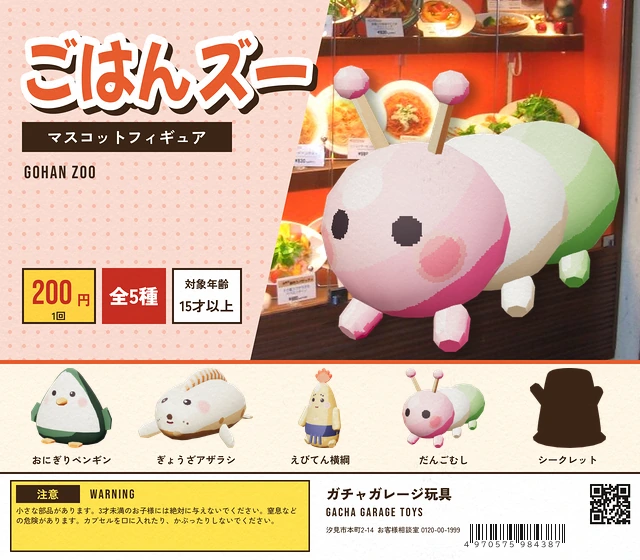 ごはんズー
マスコットフィギュア
GOHAN ZOO
200円
1回
全5種
対象年齢
15才以上
おにぎりペンギン
ぎょうざアザラシ
えびてん横綱
だんごむし
シークレット
注意 WARNING
小さな部品があります。3才未満のお子様には絶対に与えないでください。窒息など
の危険があります。カプセルを口に入れたり、かぶったりしないでください。
ガチャガレージ玩具
GACHA GARAGE TOYS
汐見市本町2-14 お客様相談室 0120-00-1999
4 970575 984387